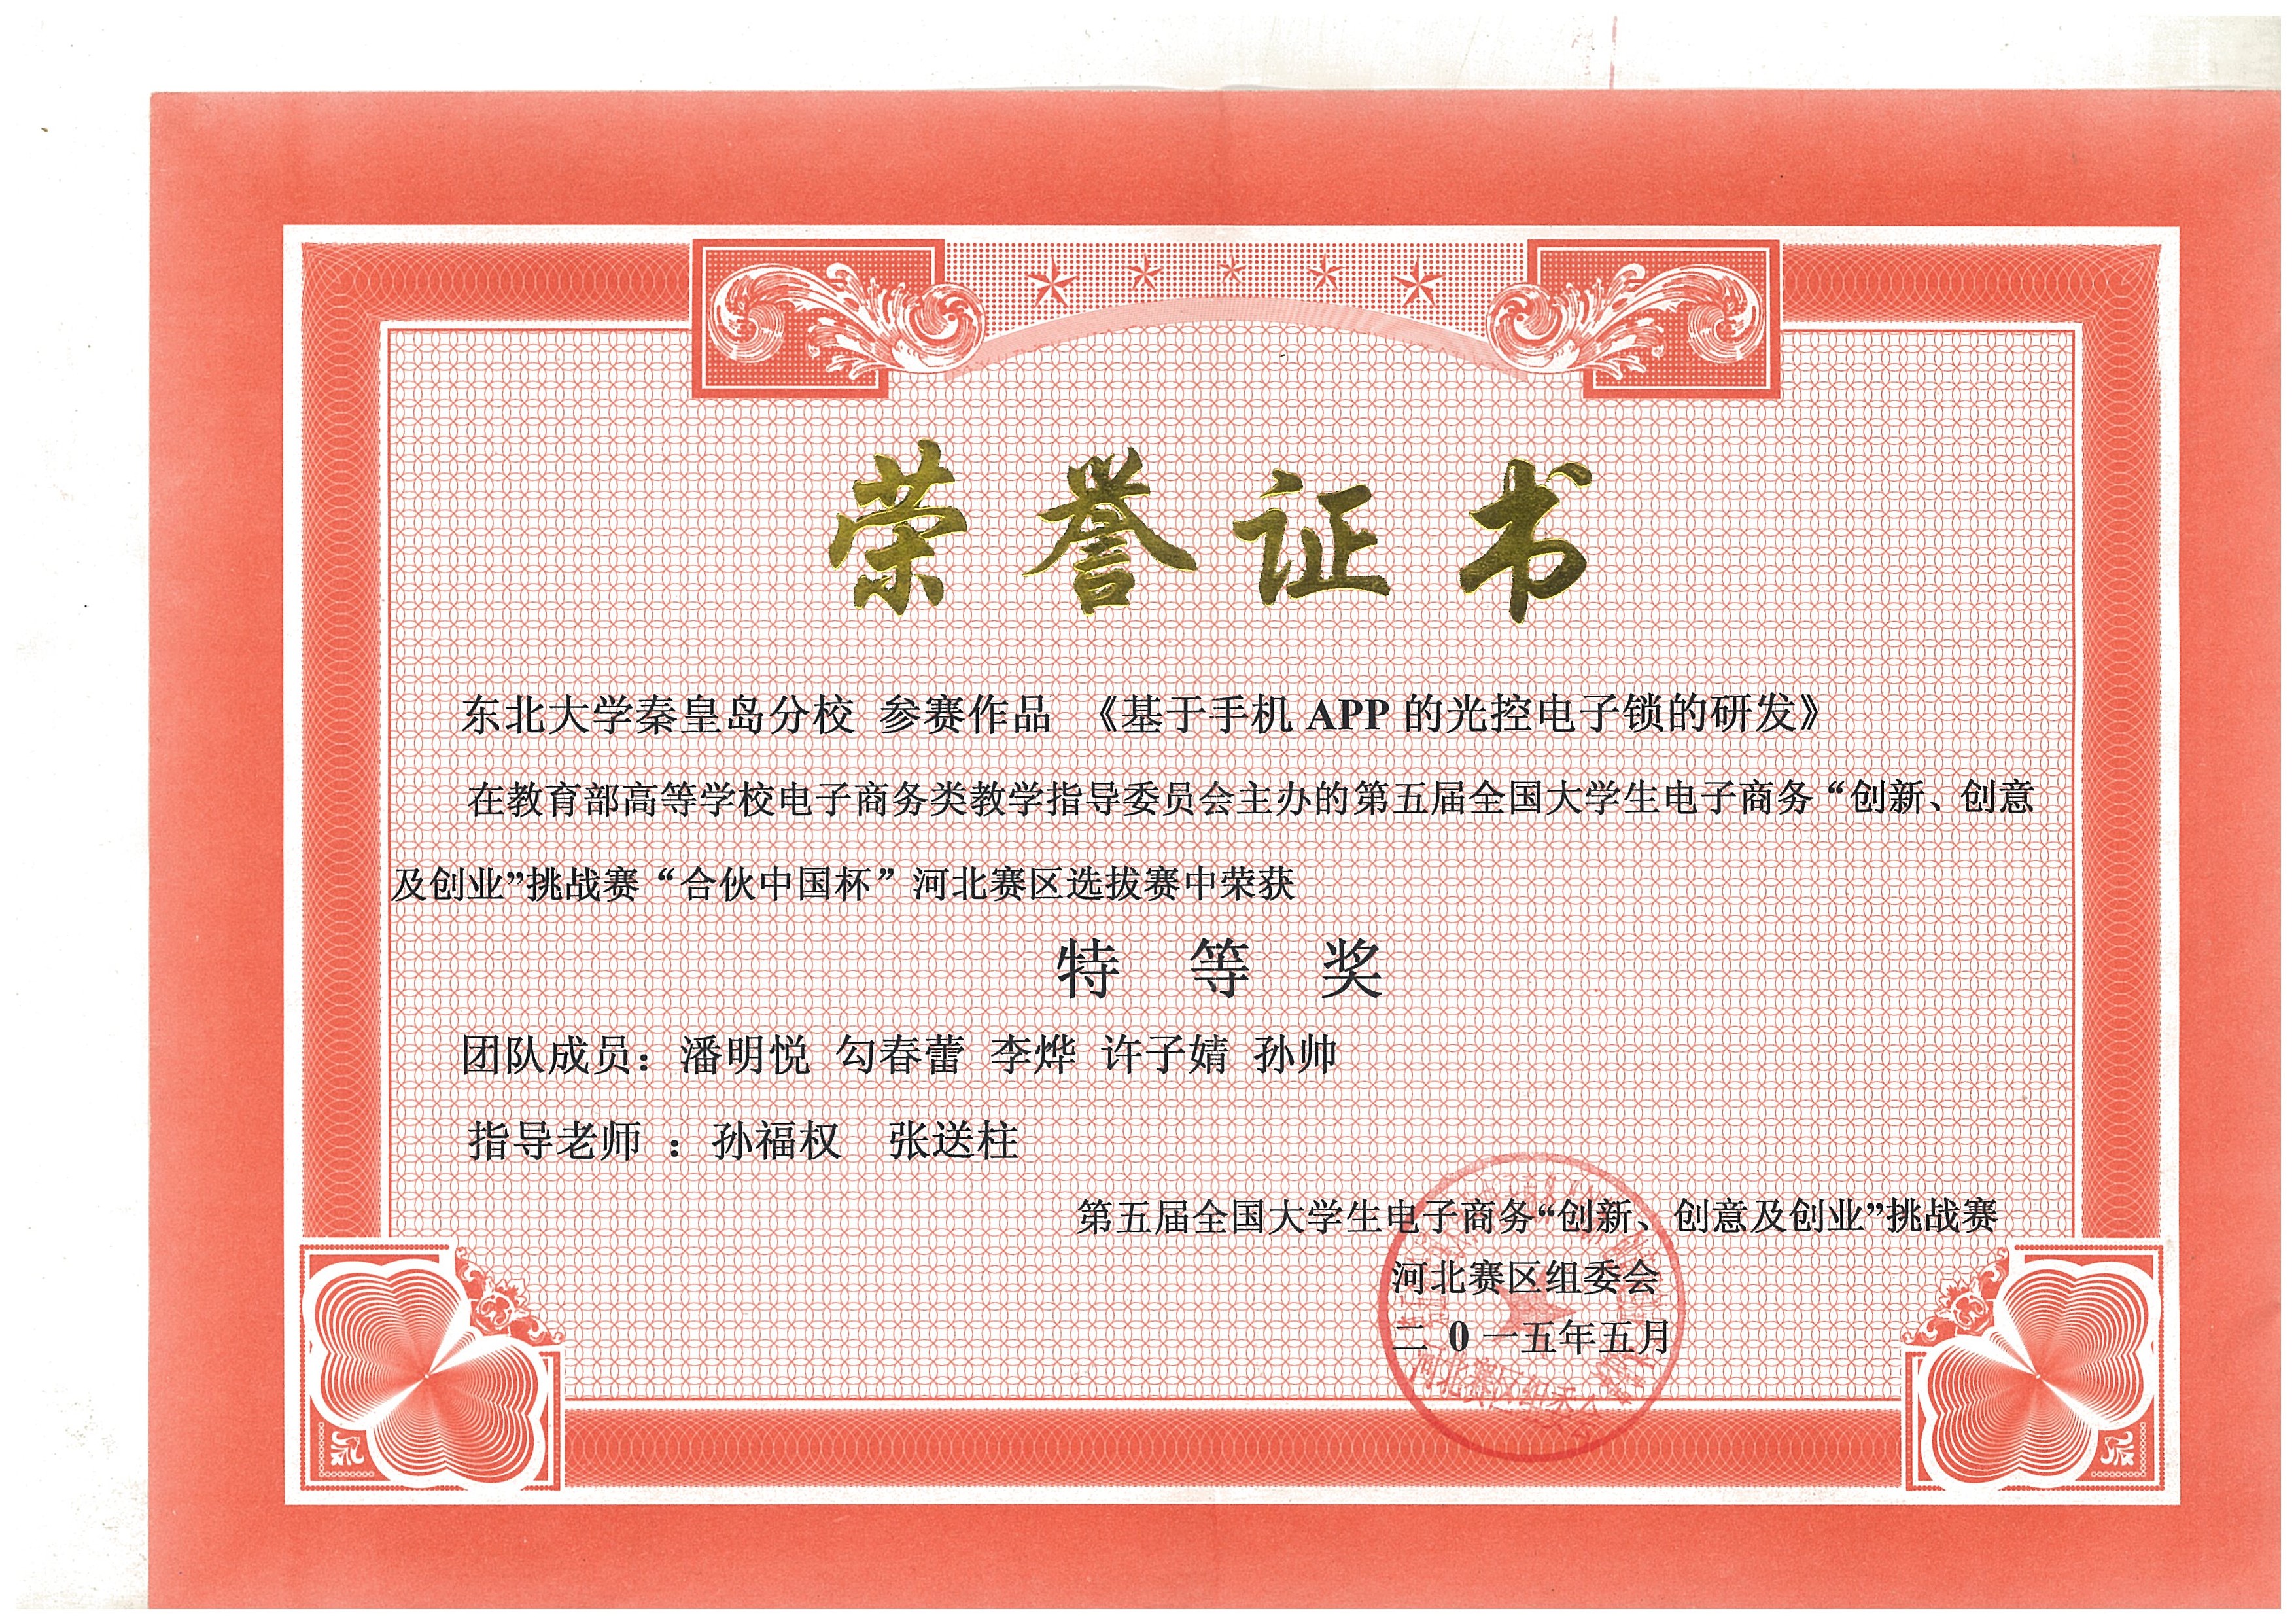 荣誉证书
东北大学秦皇岛分校 参赛作品 《基于手机 APP 的光控电子锁的研发》
在教育部高等学校电子商务类教学指导委员会主办的第五届全国大学生电子商务“创新、创意
及创业”挑战赛“合伙中国杯”河北赛区选拔赛中荣获
特 等 奖
团队成员：潘明悦 勾春蕾 李烨 许子婧 孙帅
指导老师 ：孙福权 张送柱
第五届全国大学生电子商务“创新、创意及创业”挑战赛
河北赛区组委会
二 0 一五年五月
河北赛区组委会